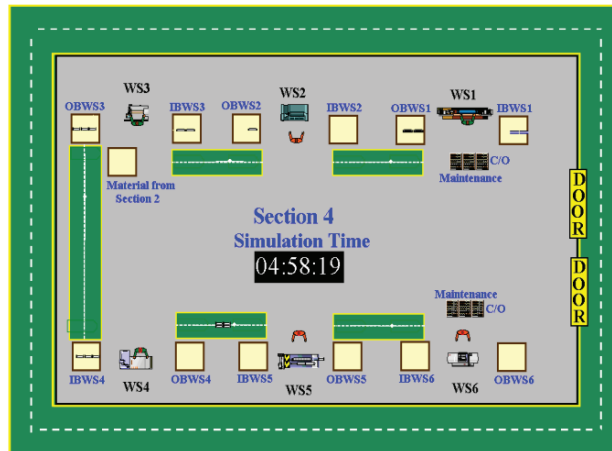 WS3
WS2
WS1
OBWS3
IBWS3
OBWS2
IBWS2
OBWS1
IBWS1
C/O
Maintenance
Material from
Section 2
DOOR
Section 4
Simulation Time
04:58:19
DOOR
Maintenance
C/O
IBWS4
WS4
OBWS4
IBWS5
WS5
OBWS5
IBWS6
WS6
OBWS6